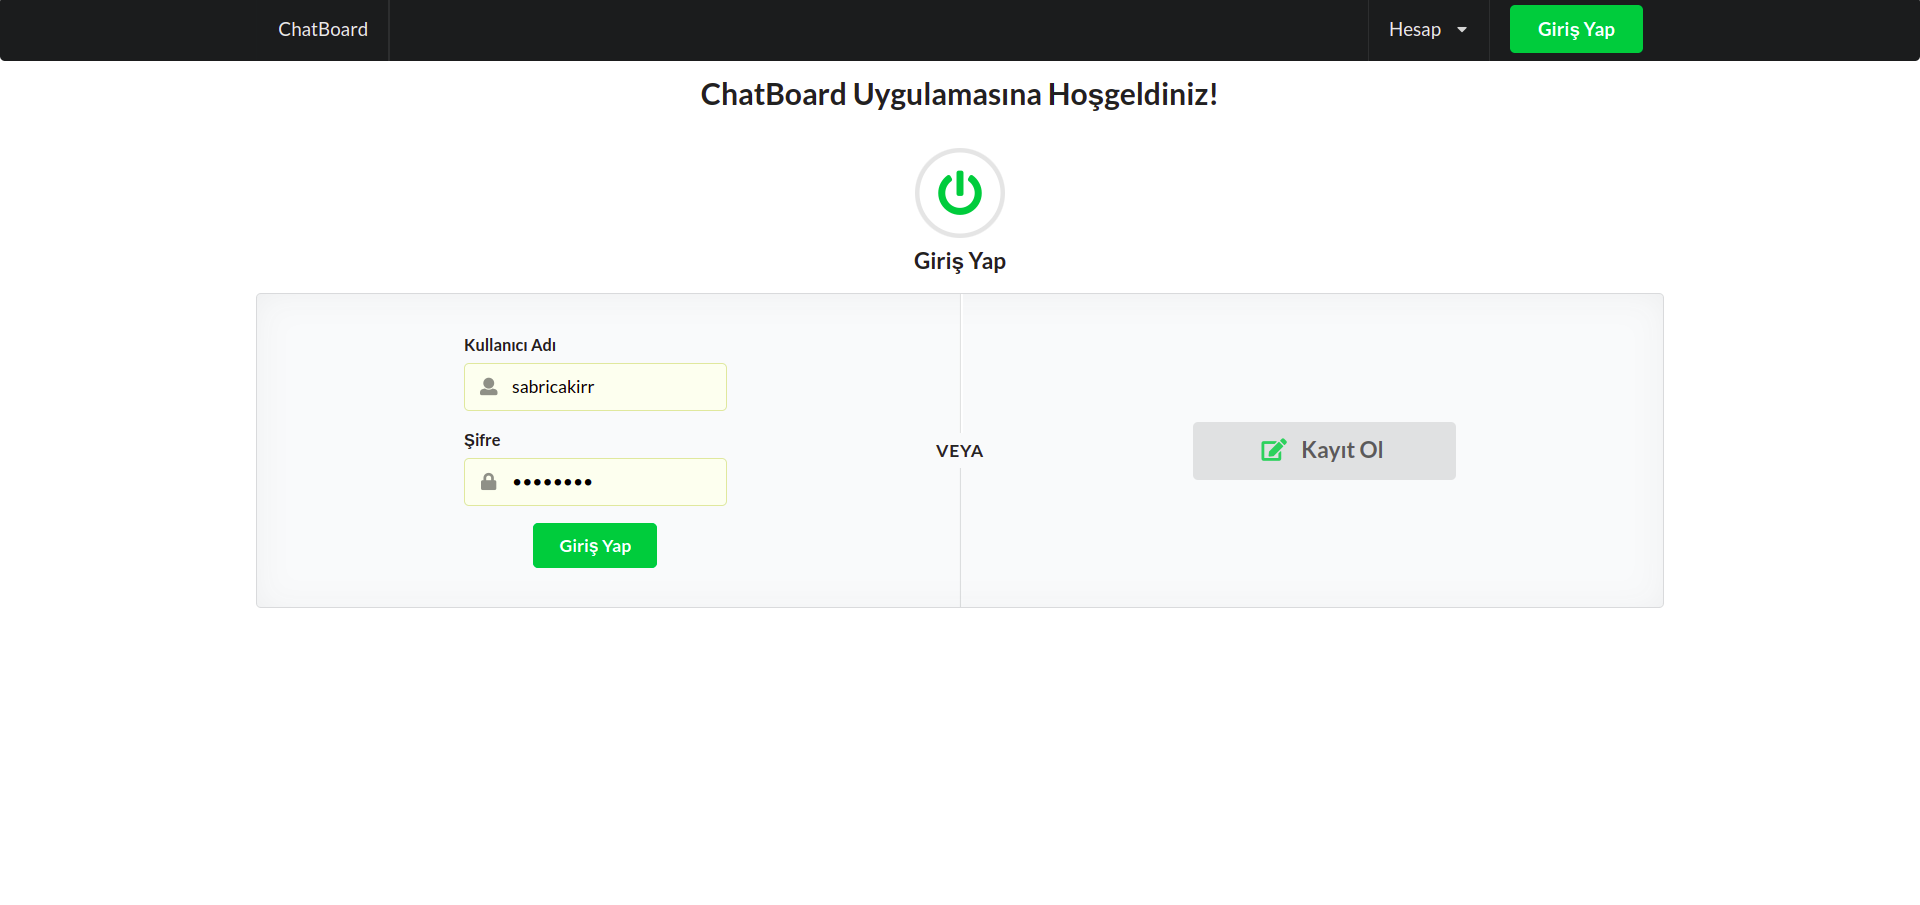 ChatBoard
Hesap
Giriş Yap
ChatBoard Uygulamasına Hoşgeldiniz!
Giriş Yap
Kullanıcı Adı
sabricakirr
Şifre
••••••••
Giriş Yap
VEYA
Kayıt Ol